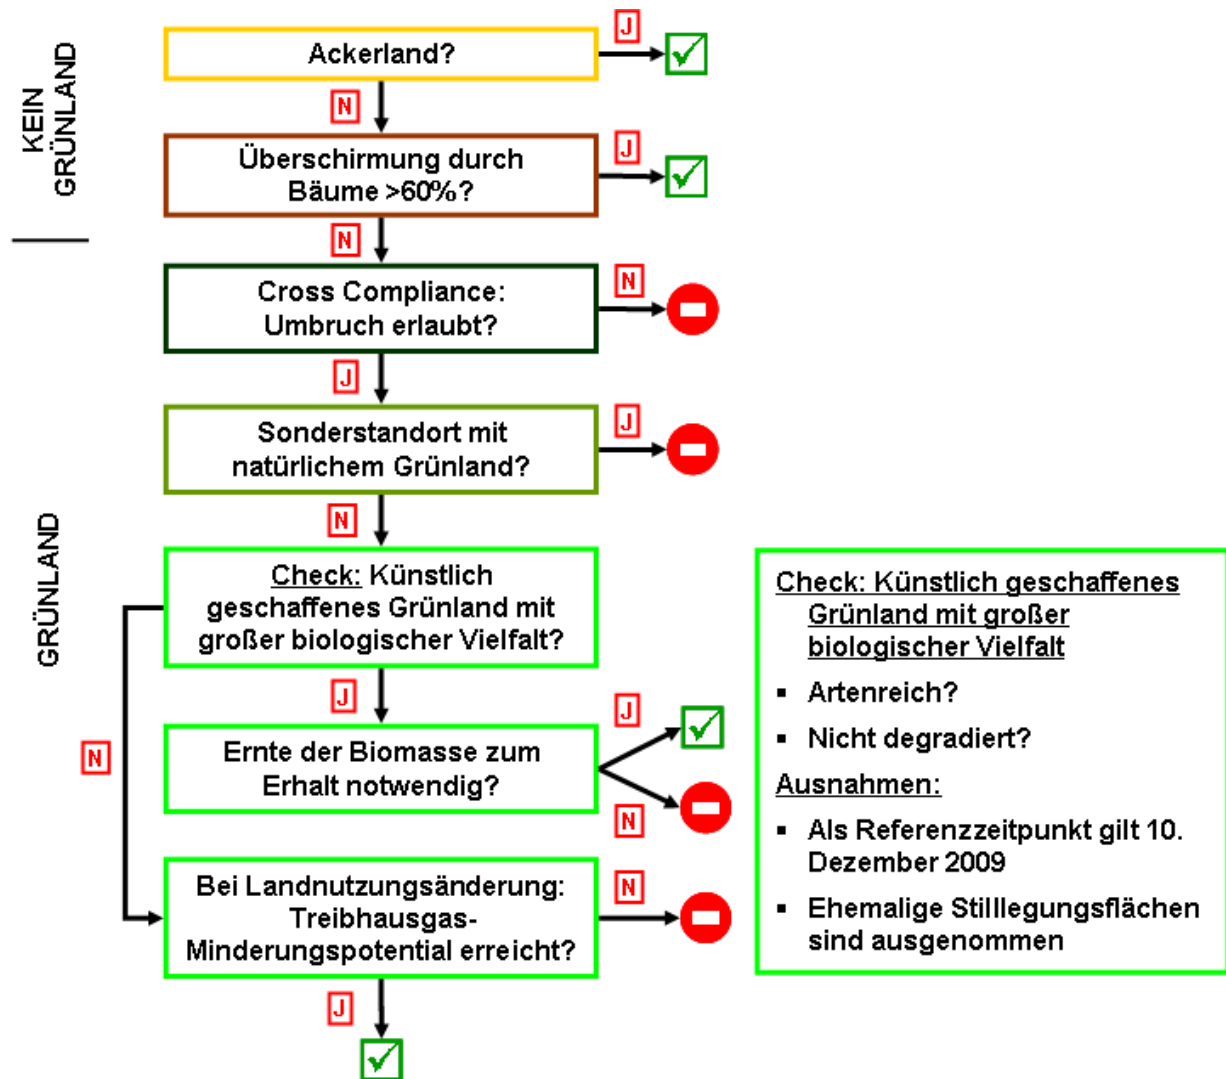 KEIN
GRÜNLAND
Ackerland?
J
N
Überschirmung durch
Bäume >60%?
J
N
GRÜNLAND
Cross Compliance:
Umbruch erlaubt?
N
J
Sonderstandort mit
natürlichem Grünland?
J
N
Check: Künstlich
geschaffenes Grünland mit
großer biologischer Vielfalt?
J
N
Ernte der Biomasse zum
Erhalt notwendig?
J
N
Bei Landnutzungsänderung:
Treibhausgas-
Minderungspotential erreicht?
N
J
Check: Künstlich geschaffenes
Grünland mit großer
biologischer Vielfalt
▪ Artenreich?
▪ Nicht degradiert?
Ausnahmen:
▪ Als Referenzzeitpunkt gilt 10.
Dezember 2009
▪ Ehemalige Stilllegungsflächen
sind ausgenommen